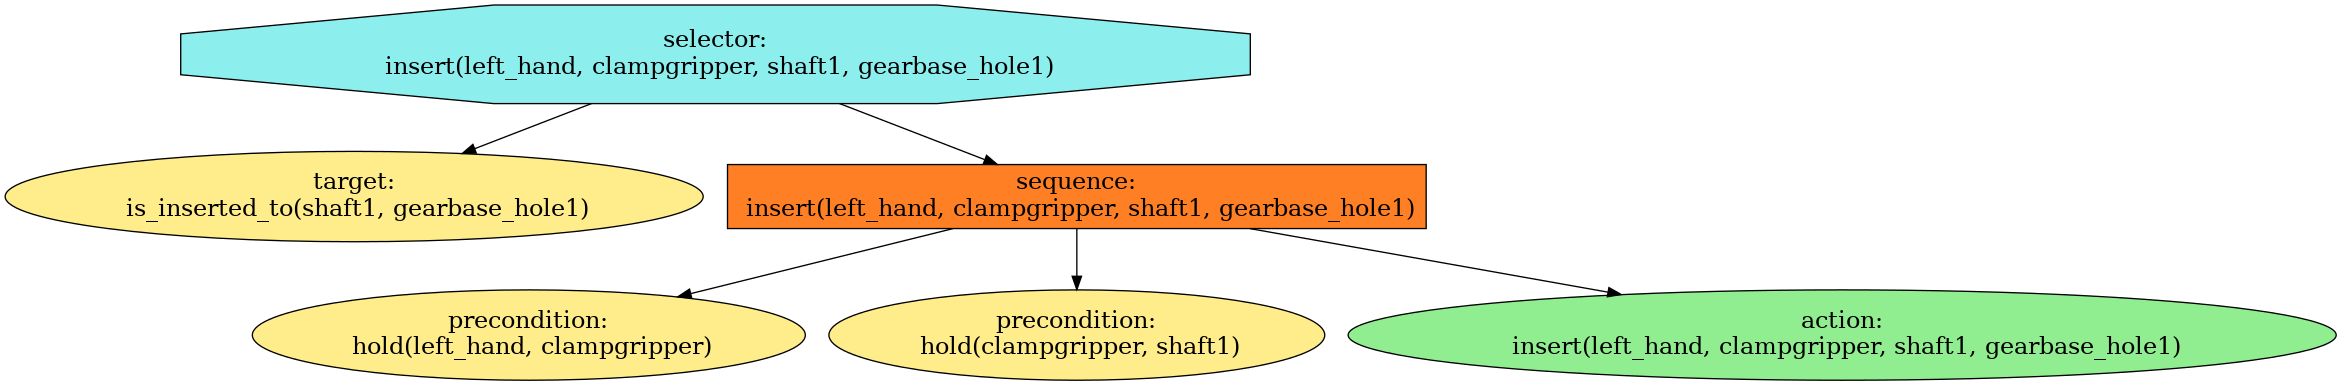 selector:
insert(left_hand, clampgripper, shaft1, gearbase_hole1)
target:
is_inserted_to(shaft1, gearbase_hole1)
sequence:
insert(left_hand, clampgripper, shaft1, gearbase_hole1)
precondition:
hold(left_hand, clampgripper)
precondition:
hold(clampgripper, shaft1)
action:
insert(left_hand, clampgripper, shaft1, gearbase_hole1)